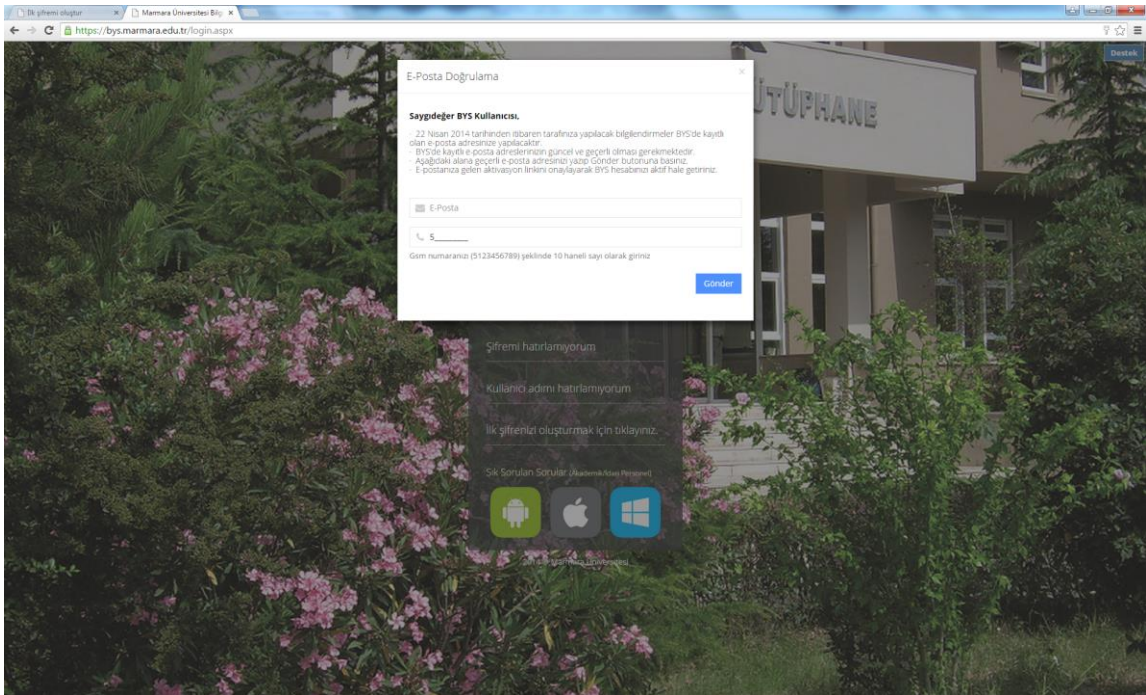 İlk şifremi oluştur
Marmara Üniversitesi Bilg
https://bys.marmara.edu.tr/login.aspx
Destek
E-Posta Doğrulama
Saygıdeğer BYS Kullanıcısı,
- 22 Nisan 2014 tarihinden itibaren tarafınıza yapılacak bilgilendirmeler BYS'de kayıtlı
olan e-posta adresinize yapılacaktır.
- BYS'de kayıtlı e-posta adreslerinizin güncel ve geçerli olması gerekmektedir.
- Aşağıdaki alana geçerli e-posta adresinizi yazıp Gönder butonuna basınız.
- E-postanıza gelen aktivasyon linkini onaylayarak BYS hesabınızı aktif hale getiriniz.
E-Posta
5_________
Gsm numaranızı (5123456789) şeklinde 10 haneli sayı olarak giriniz
Gönder
ÜTÜPHANE
Şifremi hatırlamıyorum
Kullanıcı adımı hatırlamıyorum
İlk şifrenizi oluşturmak için tıklayınız.
Sık Sorulan Sorular (Akademik/İdari Personel)
2014 © Marmara Üniversitesi